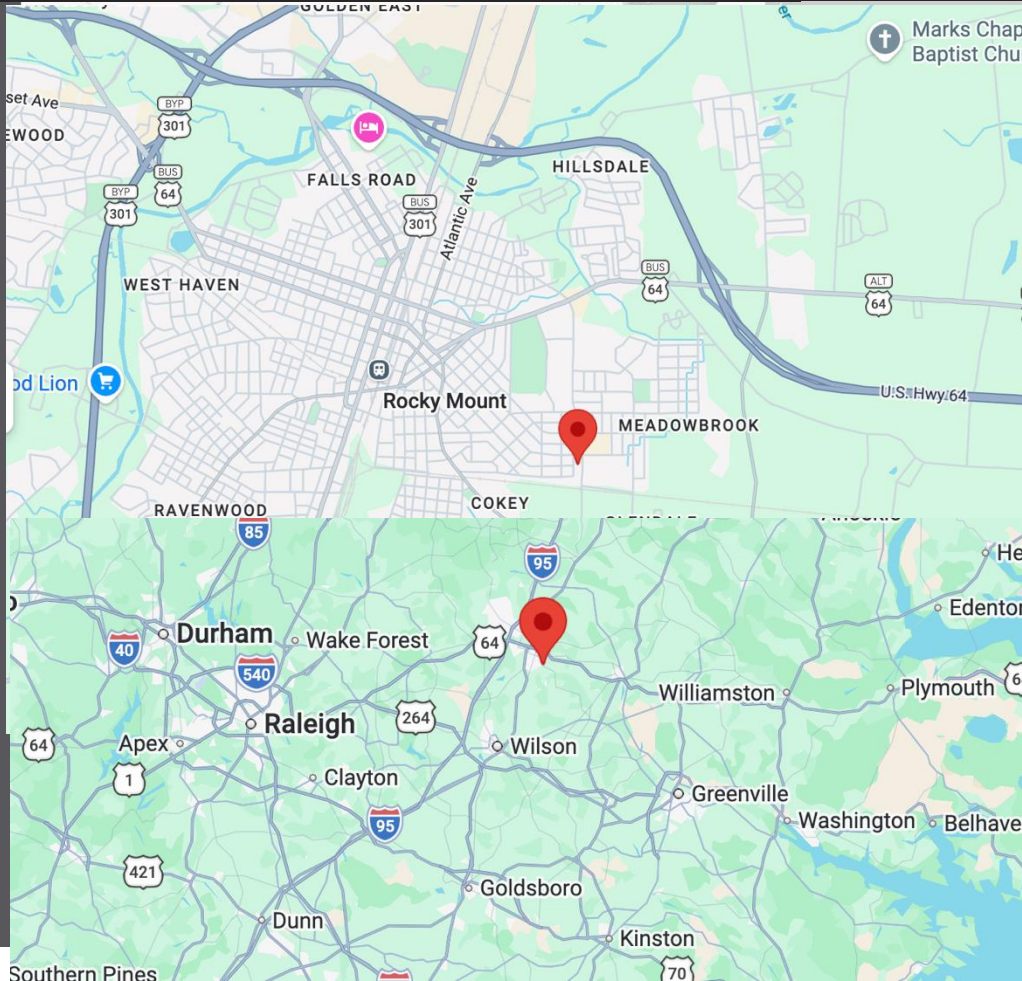 GOLDEN EAST
Marks Chap
Baptist Chu
set Ave
EWOOD
BYP
301
BUS
64
BYP
301
FALLS ROAD
BUS
301
Atlantic Ave
HILLSDALE
WEST HAVEN
BUS
64
ALT
64
od Lion
Rocky Mount
U.S. Hwy 64
MEADOWBROOK
COKEY
RAVENWOOD
85
95
He
Durham
Wake Forest
64
Edenton
40
540
Williamston
Plymouth
6
Raleigh
264
64
Apex
Wilson
1
Clayton
Greenville
95
Washington
Belhave
421
Goldsboro
Dunn
Kinston
Southern Pines
70